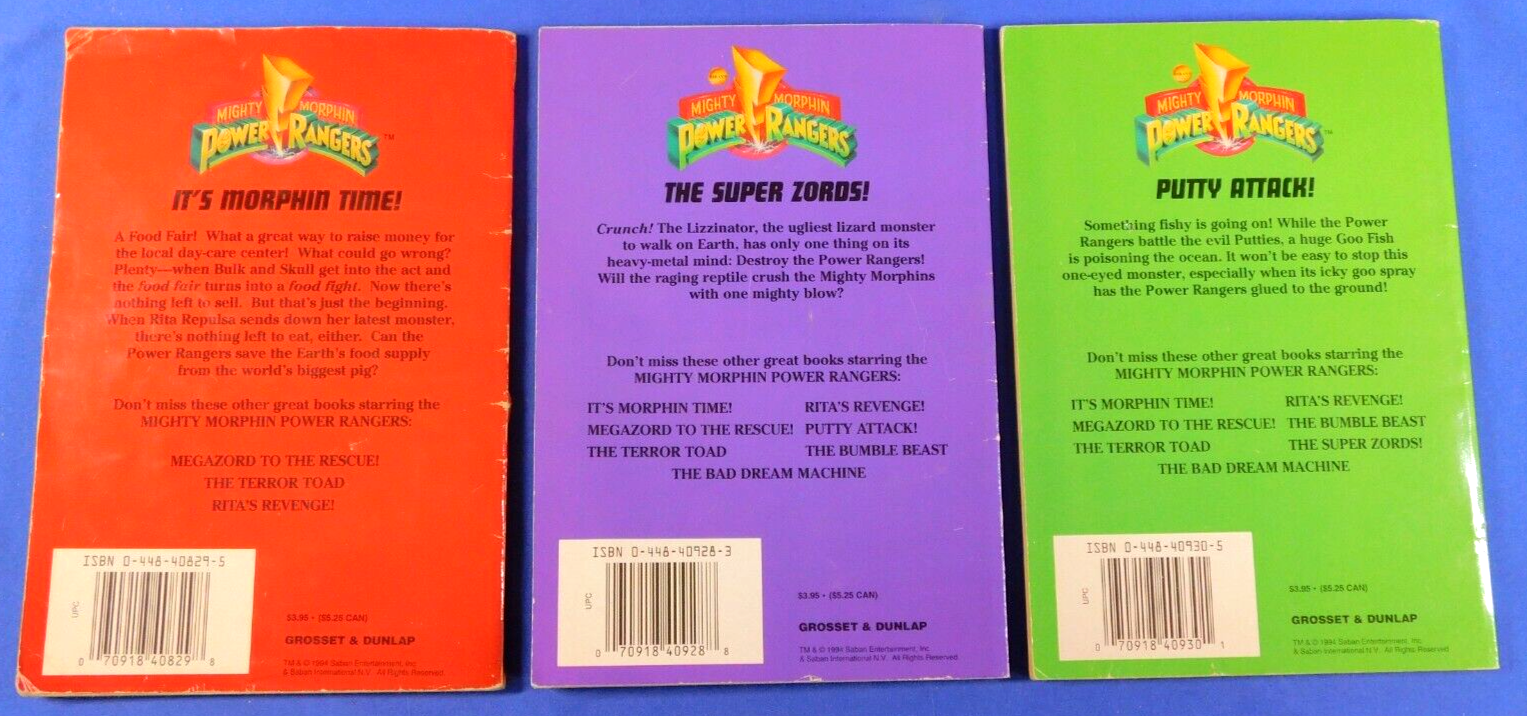 MIGHTY MORPHIN
POWER RANGERS
TM
IT'S MORPHIN TIME!
A Food Fair! What a great way to raise money for
the local day-care center! What could go wrong?
Plenty—when Bulk and Skull get into the act and
the food fair turns into a food fight. Now there's
nothing left to sell. But that's just the beginning.
When Rita Repulsa sends down her latest monster,
there's nothing left to eat, either. Can the
Power Rangers save the Earth's food supply
from the world's biggest pig?
Don't miss these other great books starring the
MIGHTY MORPHIN POWER RANGERS:
MEGAZORD TO THE RESCUE!
THE TERROR TOAD
RITA'S REVENGE!
ISBN 0-448-40829-5
UPC
0 70918 40829 8
$3.95 • ($5.25 CAN)
GROSSET & DUNLAP
TM & © 1994 Saban Entertainment, Inc.
& Saban International N.V. All Rights Reserved.
MIGHTY MORPHIN
POWER RANGERS
THE SUPER ZORDS!
Crunch! The Lizzinator, the ugliest lizard monster
to walk on Earth, has only one thing on its
heavy-metal mind: Destroy the Power Rangers!
Will the raging reptile crush the Mighty Morphins
with one mighty blow?
Don't miss these other great books starring the
MIGHTY MORPHIN POWER RANGERS:
IT'S MORPHIN TIME! RITA'S REVENGE!
MEGAZORD TO THE RESCUE! PUTTY ATTACK!
THE TERROR TOAD THE BUMBLE BEAST
THE BAD DREAM MACHINE
ISBN 0-448-40928-3
UPC
0 70918 40928 8
$3.95 • ($5.25 CAN)
GROSSET & DUNLAP
TM & © 1994 Saban Entertainment, Inc.
& Saban International N.V. All Rights Reserved.
MIGHTY MORPHIN
POWER RANGERS
TM
PUTTY ATTACK!
Something fishy is going on! While the Power
Rangers battle the evil Putties, a huge Goo Fish
is poisoning the ocean. It won't be easy to stop this
one-eyed monster, especially when its icky goo spray
has the Power Rangers glued to the ground!
Don't miss these other great books starring the
MIGHTY MORPHIN POWER RANGERS:
IT'S MORPHIN TIME! RITA'S REVENGE!
MEGAZORD TO THE RESCUE! THE BUMBLE BEAST
THE TERROR TOAD THE SUPER ZORDS!
THE BAD DREAM MACHINE
ISBN 0-448-40930-5
UPC
0 70918 40930 1
$3.95 • ($5.25 CAN)
GROSSET & DUNLAP
TM & © 1994 Saban Entertainment, Inc.
& Saban International N.V. All Rights Reserved.